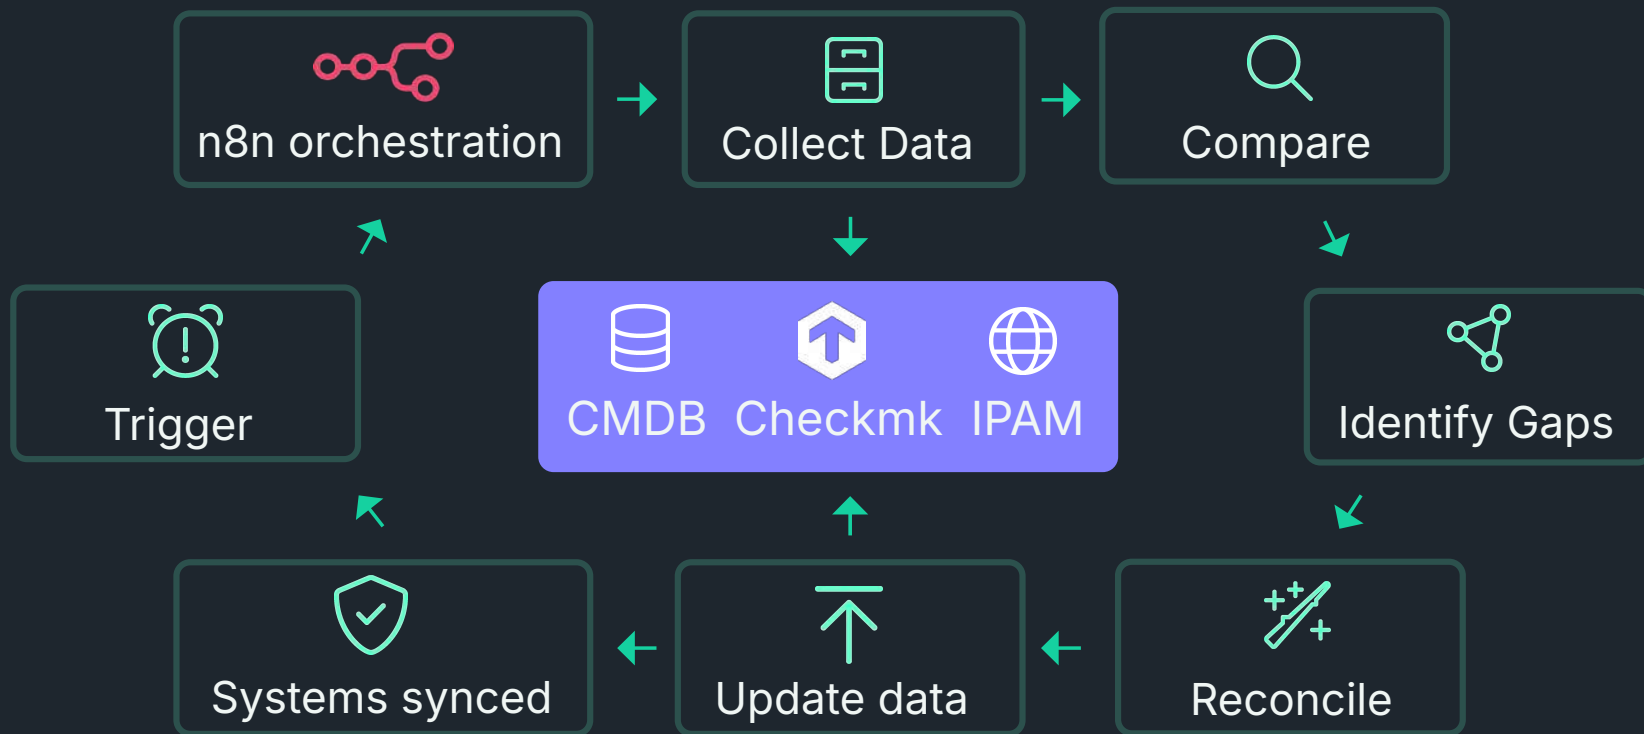 n8n orchestration
Collect Data
Compare
Trigger
CMDB Checkmk IPAM
Identify Gaps
Systems synced
Update data
Reconcile